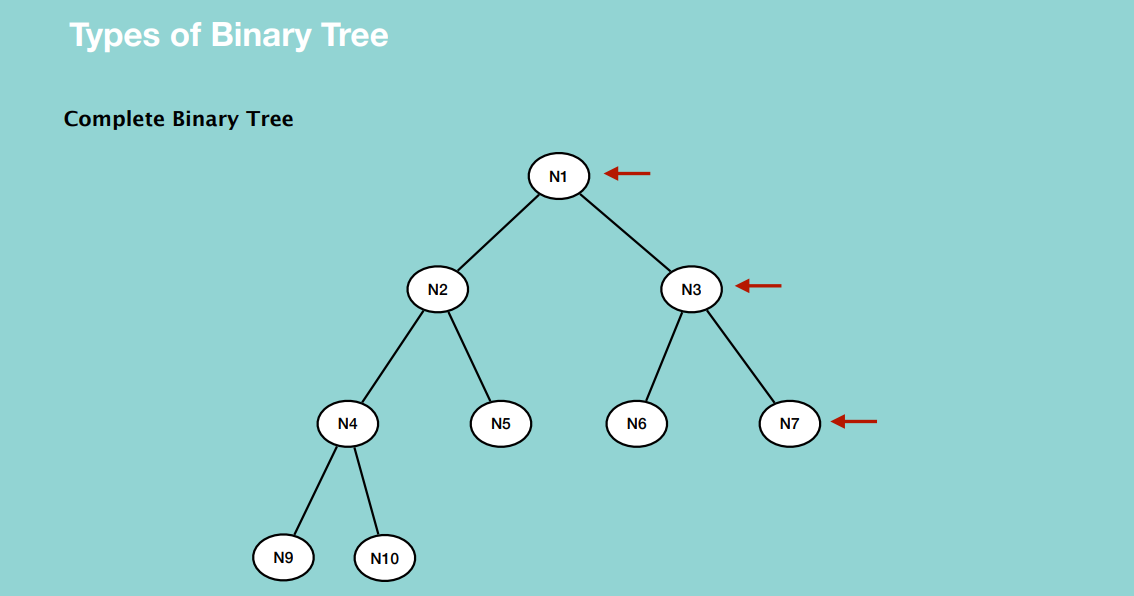 Types of Binary Tree
Complete Binary Tree
N1
N2
N3
N4
N5
N6
N7
N9
N10